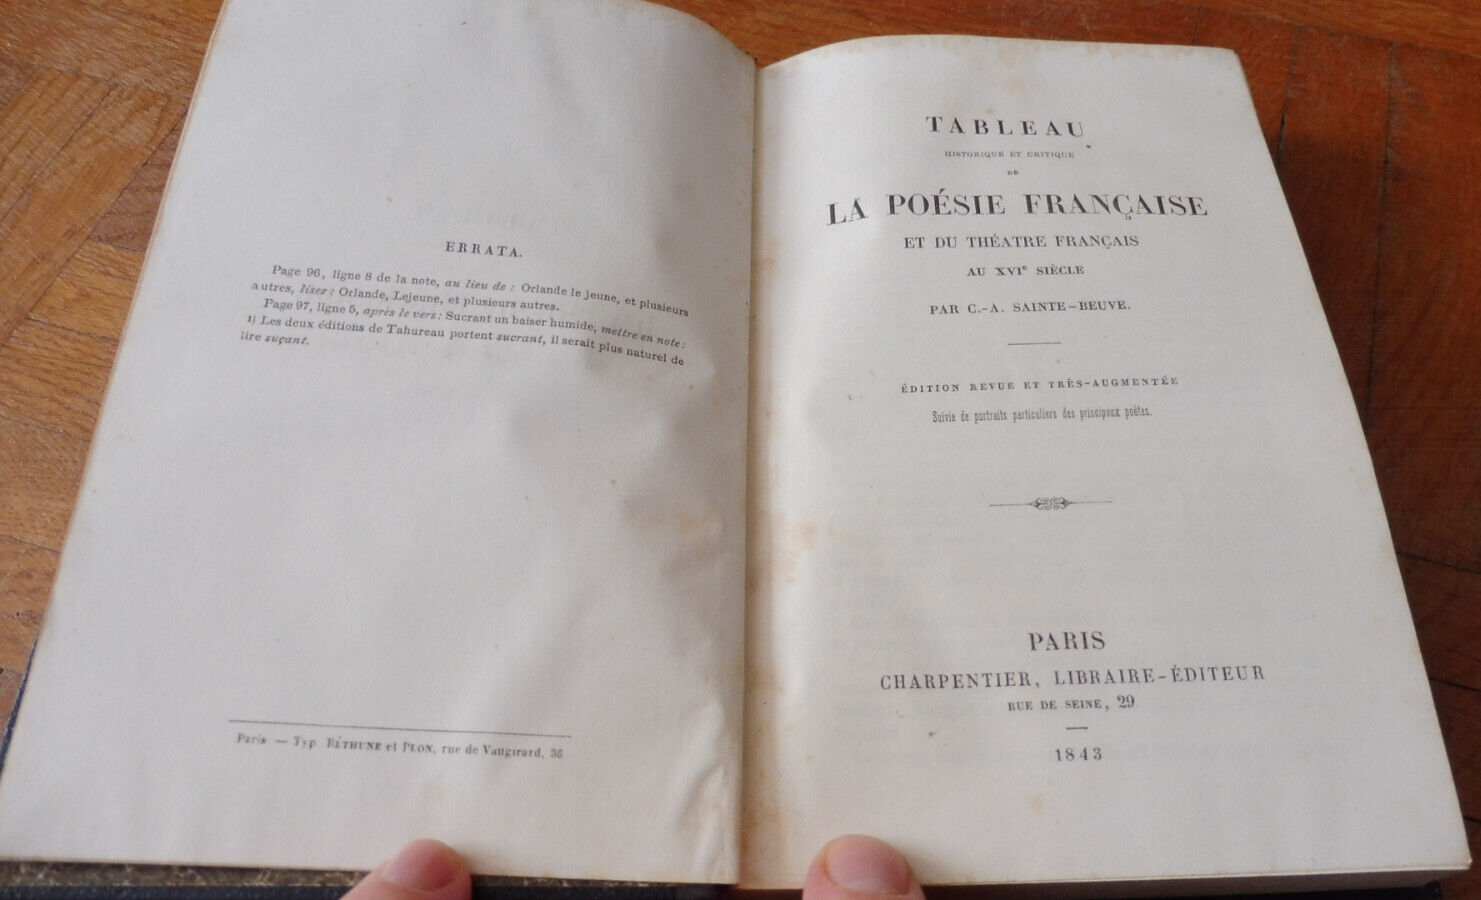 ERRATA.
Page 96, ligne 8 de la note, au lieu de : Orlande le jeune, et plusieurs
autres, lisez : Orlande, Lejeune, et plusieurs autres.
Page 97, ligne 5, après le vers : Sucrant un baiser humide, mettre en note :
1) Les deux éditions de Tahureau portent sucrant, il serait plus naturel de
lire suçant.
Paris — Typ BÉTHUNE et PLON, rue de Vaugirard, 36
TABLEAU
HISTORIQUE ET CRITIQUE
DE
LA POÉSIE FRANÇAISE
ET DU THÉATRE FRANÇAIS
AU XVIe SIÈCLE
PAR C.-A. SAINTE-BEUVE.
ÉDITION REVUE ET TRÈS-AUGMENTÉE
Suivie de portraits particuliers des principaux poëtes.
PARIS
CHARPENTIER, LIBRAIRE-ÉDITEUR
RUE DE SEINE, 29
1843